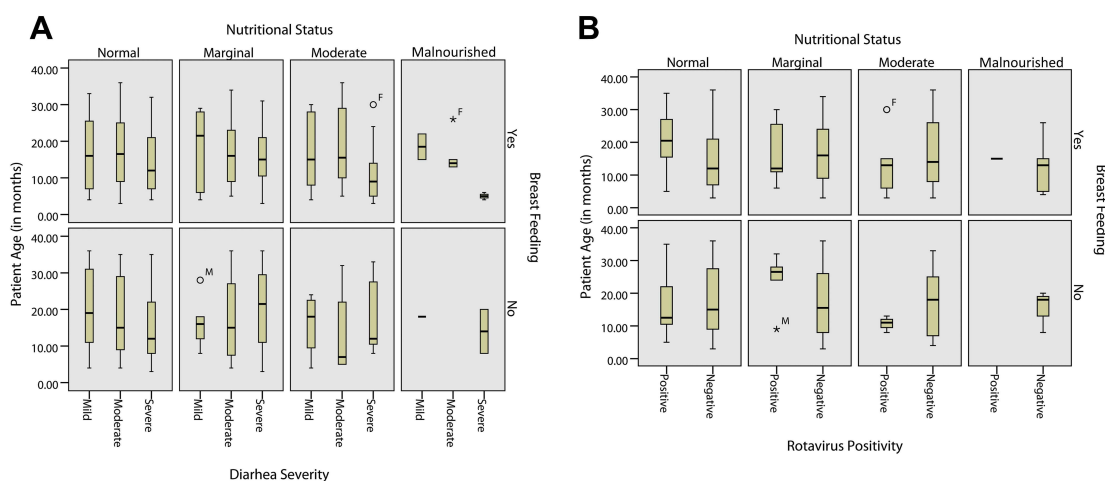 A
Nutritional Status
Normal Marginal Moderate Malnourished
40.00
30.00
20.00
10.00
0.00
F
F
Yes
40.00
30.00
20.00
10.00
0.00
M
No
Patient Age (in months)
Breast Feeding
Mild Moderate Severe Mild Moderate Severe Mild Moderate Severe Mild Moderate Severe
Diarhea Severity
B
Nutritional Status
Normal Marginal Moderate Malnourished
40.00
30.00
20.00
10.00
0.00
F
Yes
40.00
30.00
20.00
10.00
0.00
M
No
Patient Age (in months)
Breast Feeding
Positive Negative Positive Negative Positive Negative Positive Negative
Rotavirus Positivity